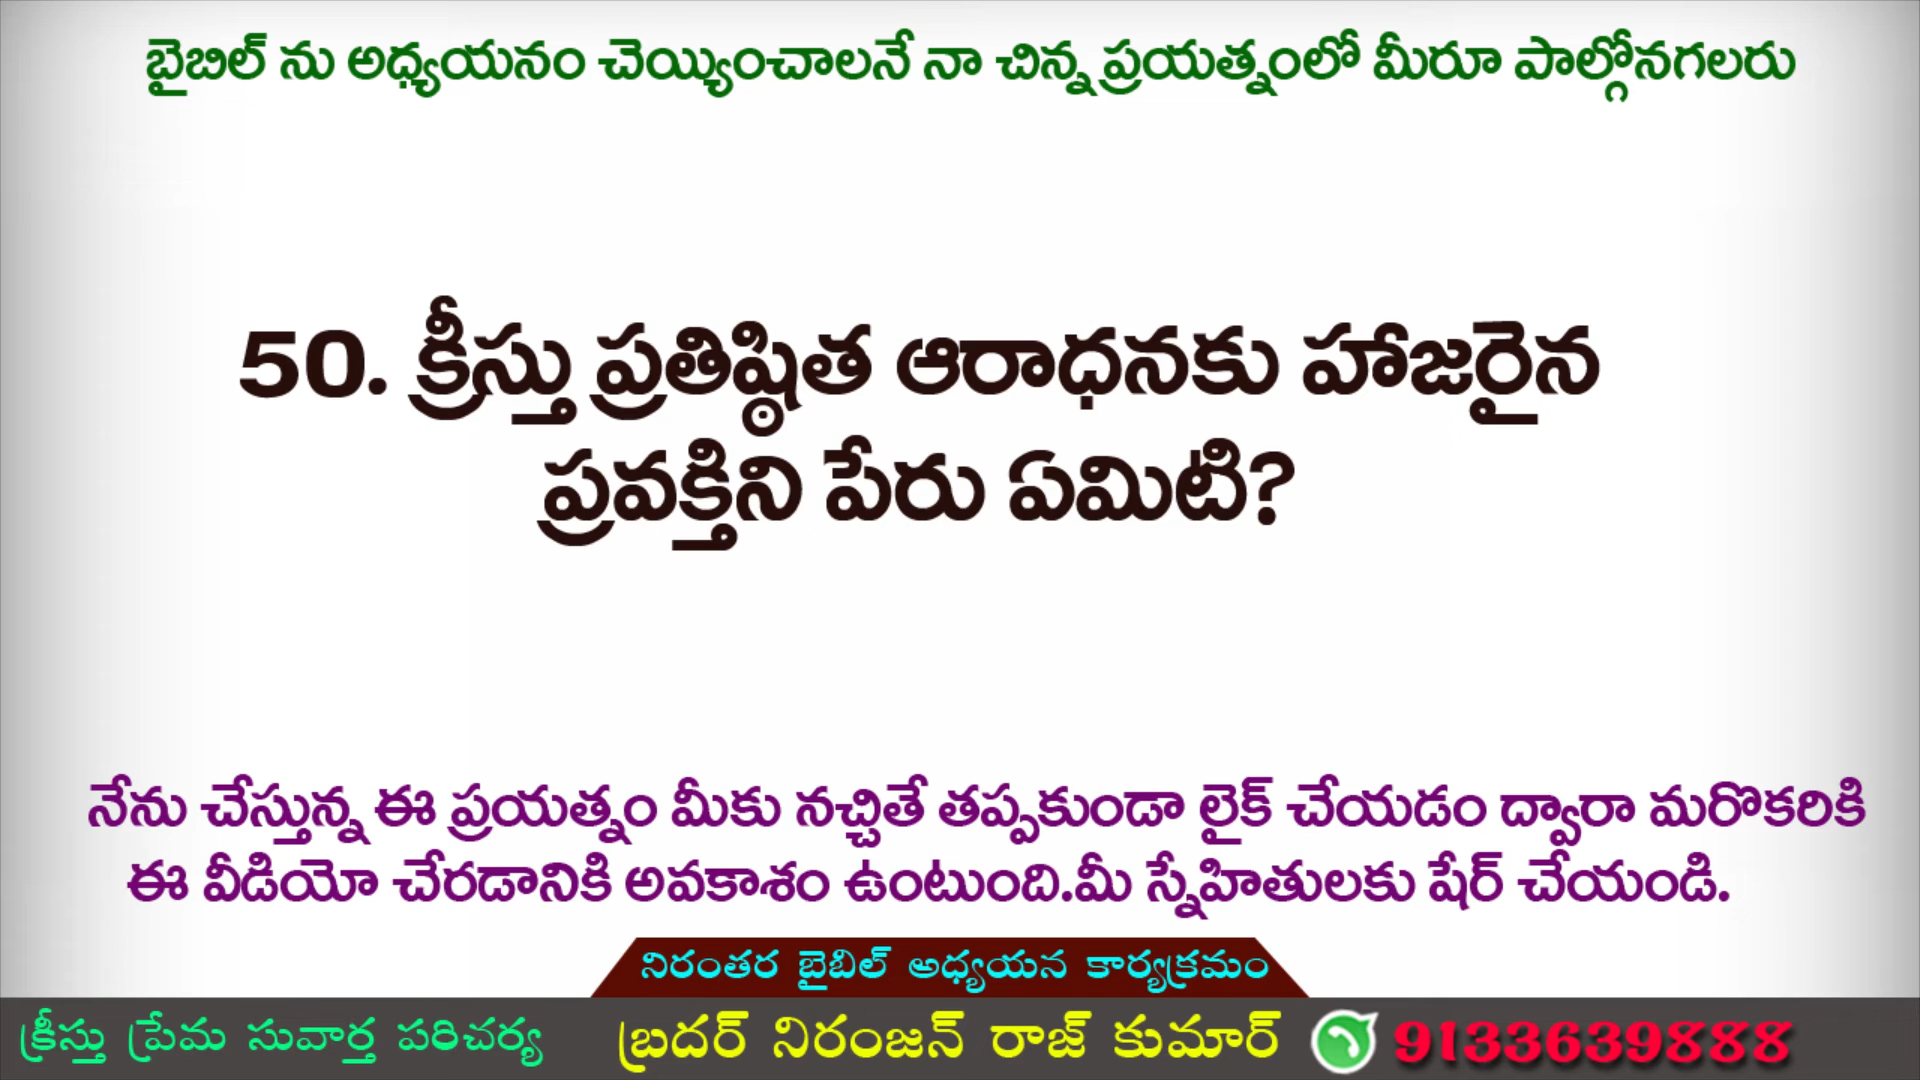 బైబిల్ ను అధ్యయనం చెయ్యించాలనే నా చిన్న ప్రయత్నంలో మీరూ పాల్గోనగలరు
50. క్రీస్తు ప్రతిష్ఠిత ఆరాధనకు హాజరైన
ప్రవక్తిని పేరు ఏమిటి?
నేను చేస్తున్న ఈ ప్రయత్నం మీకు నచ్చితే తప్పకుండా లైక్ చేయడం ద్వారా మరొకరికి
ఈ వీడియో చేరడానికి అవకాశం ఉంటుంది.మీ స్నేహితులకు షేర్ చేయండి.
నిరంతర బైబిల్ అధ్యయన కార్యక్రమం
క్రీస్తు ప్రేమ సువార్త పరిచర్య బ్రదర్ నిరంజన్ రాజ్ కుమార్ 9133639888